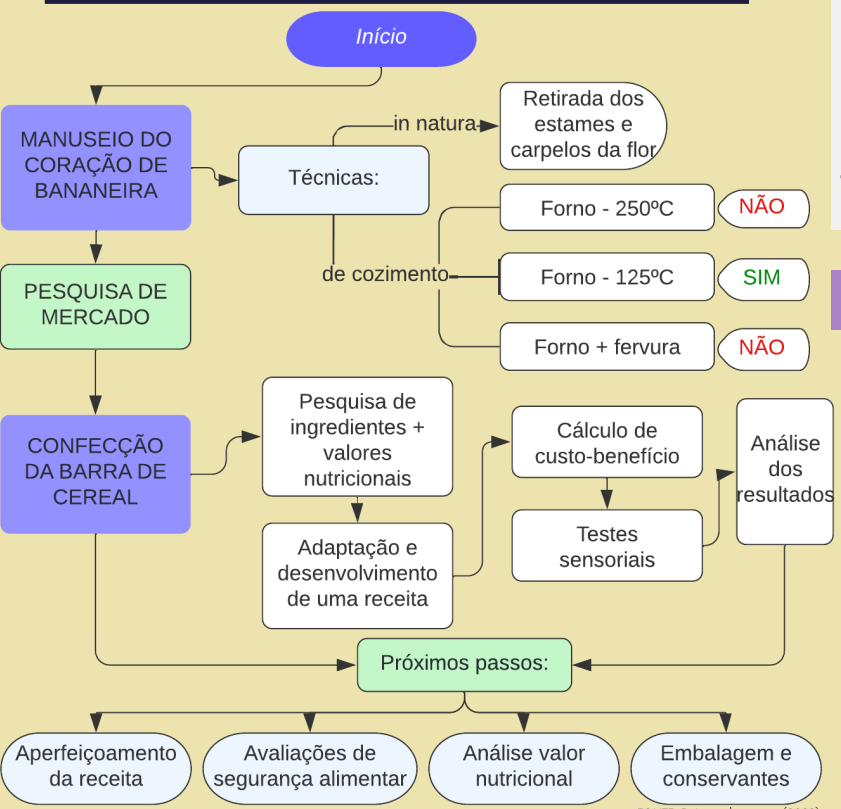 Início
MANUSEIO DO
CORAÇÃO DE
BANANEIRA
Técnicas:
in natura
Retirada dos
estames e
carpelos da flor
de cozimento
Forno - 250ºC
NÃO
Forno - 125ºC
SIM
Forno + fervura
NÃO
PESQUISA DE
MERCADO
CONFECÇÃO
DA BARRA DE
CEREAL
Pesquisa de
ingredientes +
valores
nutricionais
Adaptação e
desenvolvimento
de uma receita
Cálculo de
custo-benefício
Testes
sensoriais
Análise
dos
resultados
Próximos passos:
Aperfeiçoamento
da receita
Avaliações de
segurança alimentar
Análise valor
nutricional
Embalagem e
conservantes